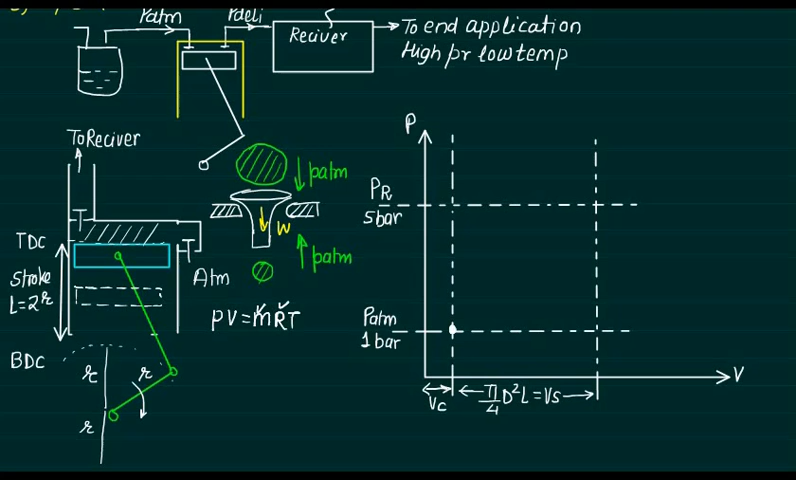 Patm
Pdeli
Reciver
To end application
High pr low temp
To Reciver
TDC
Stroke
L=2r
BDC
Atm
r
r
r
patm
W
patm
PV=mRT
P
PR
5bar
Patm
1 bar
V
Vc
π/4 D²L = Vs